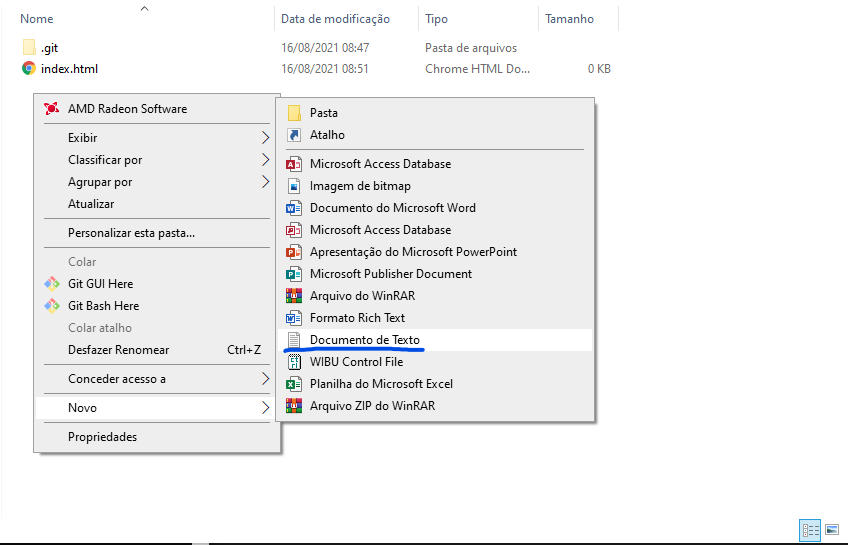 Nome Data de modificação Tipo Tamanho
.git 16/08/2021 08:47 Pasta de arquivos
index.html 16/08/2021 08:51 Chrome HTML Do... 0 KB
AMD Radeon Software
Exibir
Classificar por
Agrupar por
Atualizar
Personalizar esta pasta...
Colar
Git GUI Here
Git Bash Here
Colar atalho
Desfazer Renomear Ctrl+Z
Conceder acesso a
Novo
Propriedades
Pasta
Atalho
Microsoft Access Database
Imagem de bitmap
Documento do Microsoft Word
Microsoft Access Database
Apresentação do Microsoft PowerPoint
Microsoft Publisher Document
Arquivo do WinRAR
Formato Rich Text
Documento de Texto
WIBU Control File
Planilha do Microsoft Excel
Arquivo ZIP do WinRAR